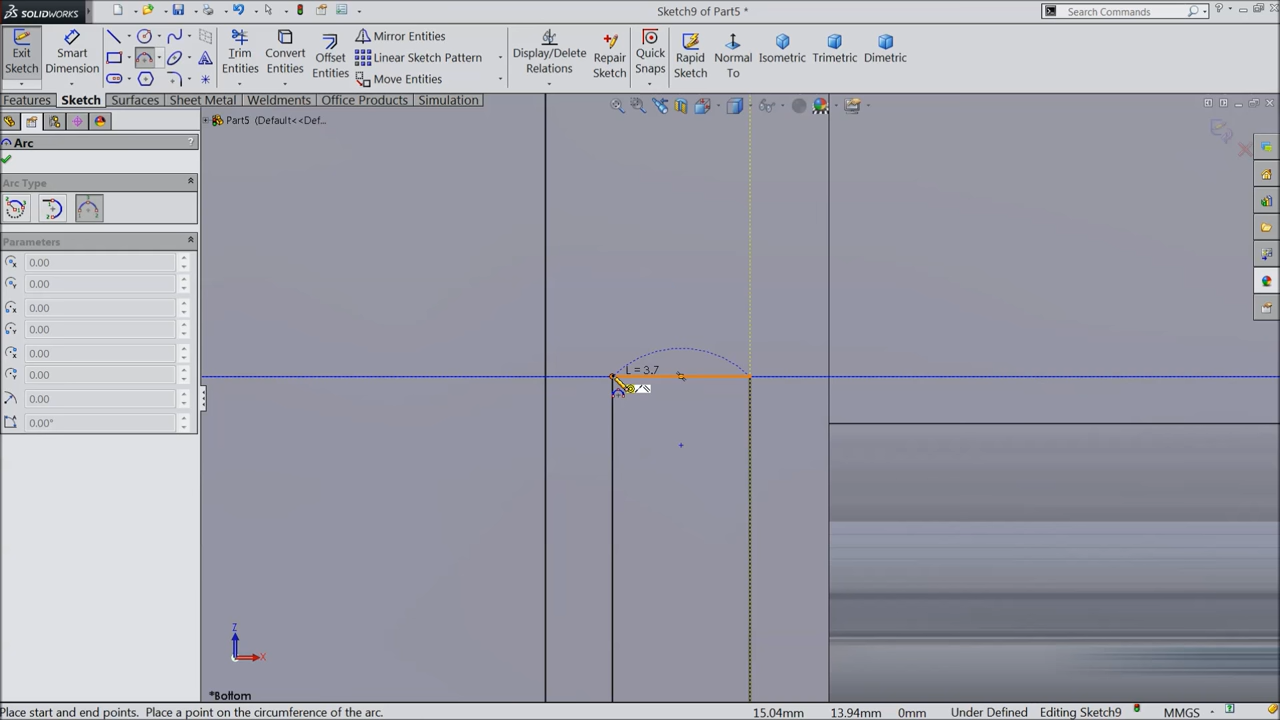 SOLIDWORKS
Sketch9 of Part5 *
Search Commands
Exit Sketch
Smart Dimension
Trim Entities
Convert Entities
Offset Entities
Mirror Entities
Linear Sketch Pattern
Move Entities
Display/Delete Relations
Repair Sketch
Quick Snaps
Rapid Sketch
Normal To
Isometric
Trimetric
Dimetric
Features
Sketch
Surfaces
Sheet Metal
Weldments
Office Products
Simulation
Part5 (Default<<Def...
Arc
?
Arc Type
Parameters
0.00
0.00
0.00
0.00
0.00
0.00
0.00
0.00°
L = 3.7
Z
X
*Bottom
Place start and end points. Place a point on the circumference of the arc.
15.04mm
13.94mm
0mm
Under Defined
Editing Sketch9
MMGS